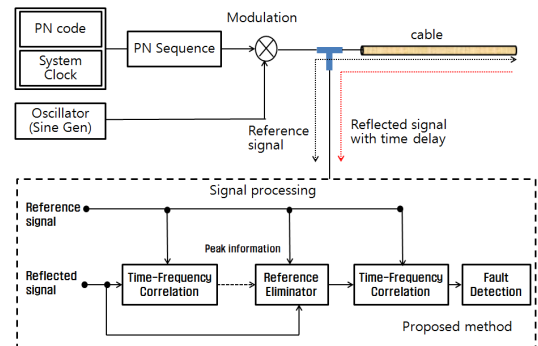 Modulation
PN code
System
Clock
PN Sequence
cable
Oscillator
(Sine Gen)
Reference
signal
Reflected signal
with time delay
Signal processing
Reference
signal
Peak information
Reflected
signal
Time-Frequency
Correlation
Reference
Eliminator
Time-Frequency
Correlation
Fault
Detection
Proposed method